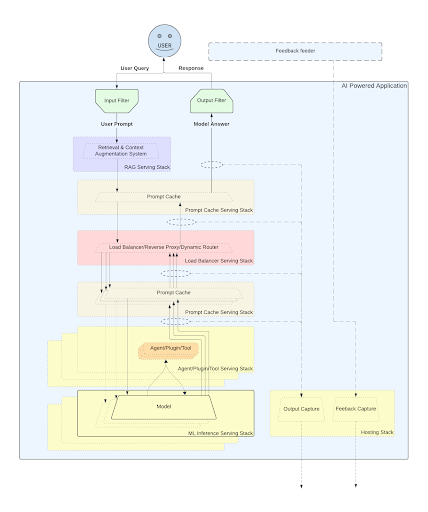 USER
Feedback feeder
User Query
Response
AI Powered Application
Input Filter
Output Filter
User Prompt
Model Answer
Retrieval & Context
Augmentation System
RAG Serving Stack
Prompt Cache
Prompt Cache Serving Stack
Load Balancer/Reverse Proxy/Dynamic Router
Load Balancer Serving Stack
Prompt Cache
Prompt Cache Serving Stack
Agent/Plugin/Tool
Agent/Plugin/Tool Serving Stack
Model
Output Capture
Feeback Capture
ML Inference Serving Stack
Hosting Stack